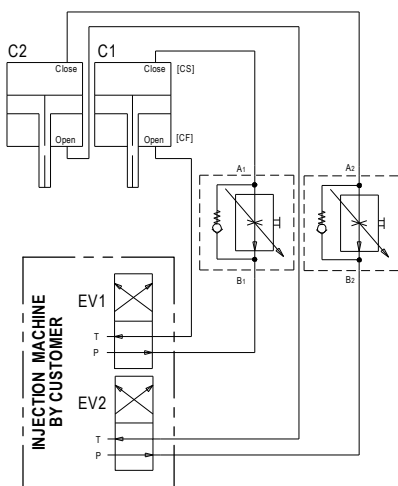 C2
C1
Close
Close
[CS]
Open
Open
[CF]
A1
A2
B1
B2
INJECTION MACHINE
BY CUSTOMER
EV1
T
P
EV2
T
P